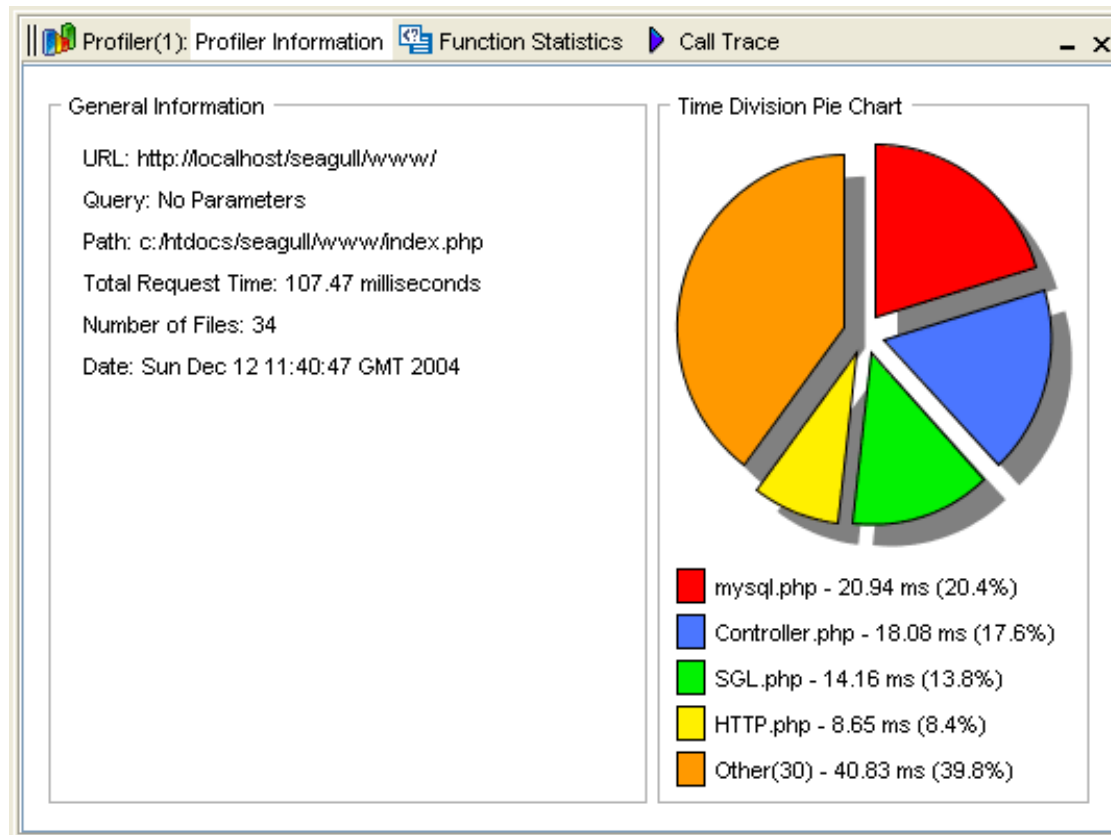 Profiler(1): Profiler Information Function Statistics Call Trace
General Information
URL: http://localhost/seagull/www/
Query: No Parameters
Path: c:/htdocs/seagull/www/index.php
Total Request Time: 107.47 milliseconds
Number of Files: 34
Date: Sun Dec 12 11:40:47 GMT 2004
Time Division Pie Chart
mysql.php - 20.94 ms (20.4%)
Controller.php - 18.08 ms (17.6%)
SGL.php - 14.16 ms (13.8%)
HTTP.php - 8.65 ms (8.4%)
Other(30) - 40.83 ms (39.8%)